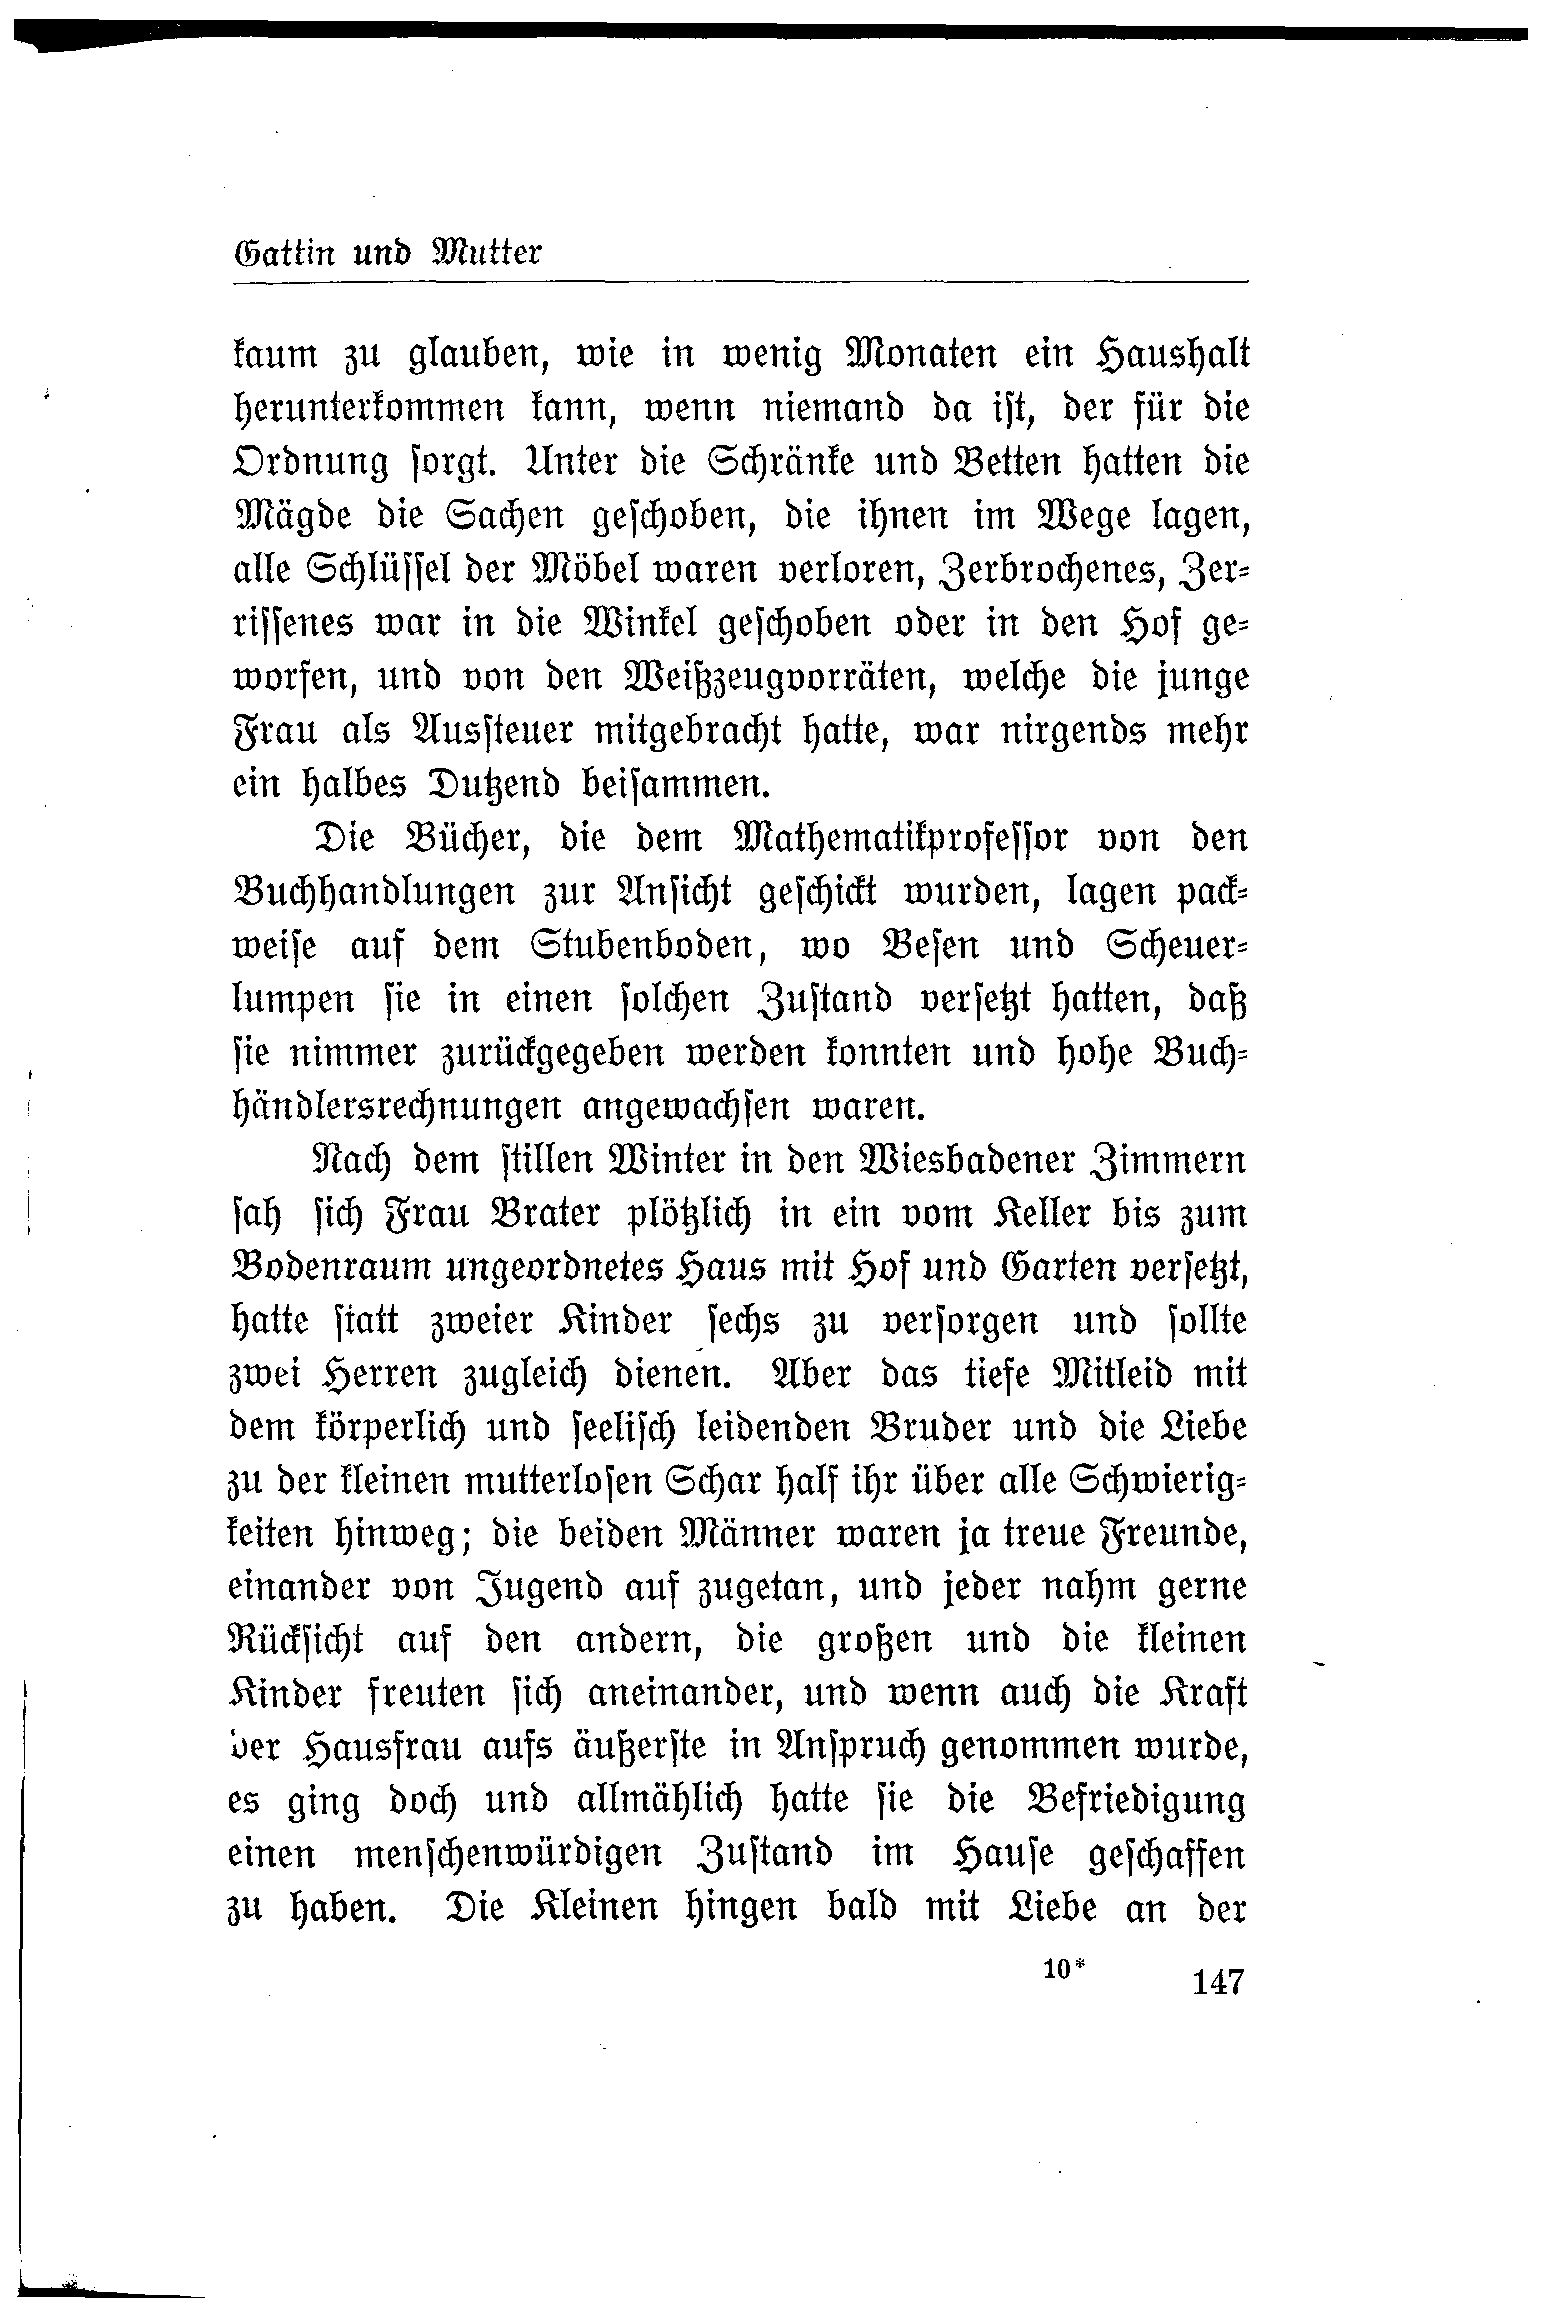 Gattin und Mutter
kaum zu glauben, wie in wenig Monaten ein Haushalt
herunterkommen kann, wenn niemand da ist, der für die
Ordnung sorgt. Unter die Schränke und Betten hatten die
Mägde die Sachen geschoben, die ihnen im Wege lagen,
alle Schlüssel der Möbel waren verloren, Zerbrochenes, Zer-
rissenes war in die Winkel geschoben oder in den Hof ge-
worfen, und von den Weißzeugvorräten, welche die junge
Frau als Aussteuer mitgebracht hatte, war nirgends mehr
ein halbes Dutzend beisammen.
Die Bücher, die dem Mathematikprofessor von den
Buchhandlungen zur Ansicht geschickt wurden, lagen pack-
weise auf dem Stubenboden, wo Besen und Scheuer-
lumpen sie in einen solchen Zustand versetzt hatten, daß
sie nimmer zurückgegeben werden konnten und hohe Buch-
händlersrechnungen angewachsen waren.
Nach dem stillen Winter in den Wiesbadener Zimmern
sah sich Frau Brater plötzlich in ein vom Keller bis zum
Bodenraum ungeordnetes Haus mit Hof und Garten versetzt,
hatte statt zweier Kinder sechs zu versorgen und sollte
zwei Herren zugleich dienen. Aber das tiefe Mitleid mit
dem körperlich und seelisch leidenden Bruder und die Liebe
zu der kleinen mutterlosen Schar half ihr über alle Schwierig-
keiten hinweg; die beiden Männer waren ja treue Freunde,
einander von Jugend auf zugetan, und jeder nahm gerne
Rücksicht auf den andern, die großen und die kleinen
Kinder freuten sich aneinander, und wenn auch die Kraft
der Hausfrau aufs äußerste in Anspruch genommen wurde,
es ging doch und allmählich hatte sie die Befriedigung
einen menschenwürdigen Zustand im Hause geschaffen
zu haben. Die Kleinen hingen bald mit Liebe an der
10*
147